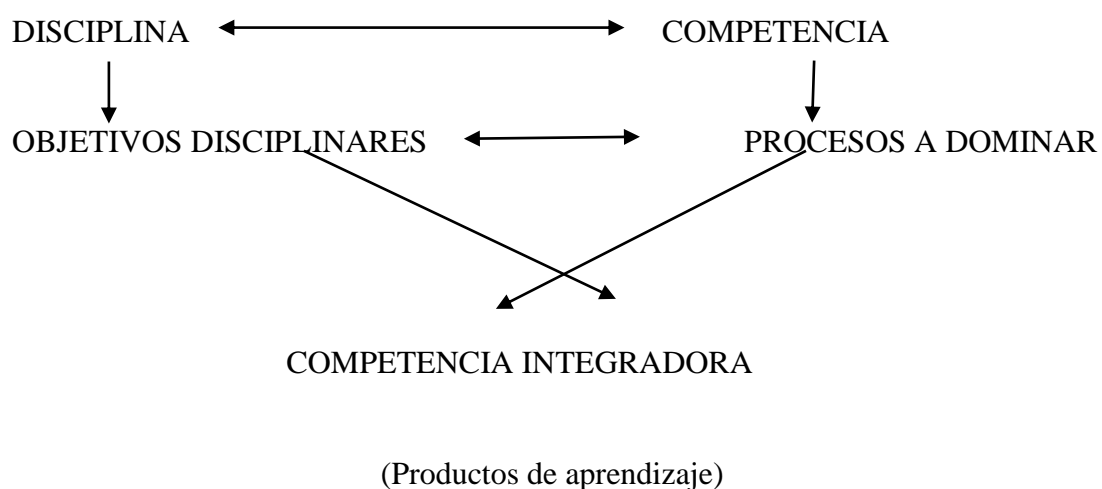 DISCIPLINA COMPETENCIA
OBJETIVOS DISCIPLINARES PROCESOS A DOMINAR
COMPETENCIA INTEGRADORA
(Productos de aprendizaje)